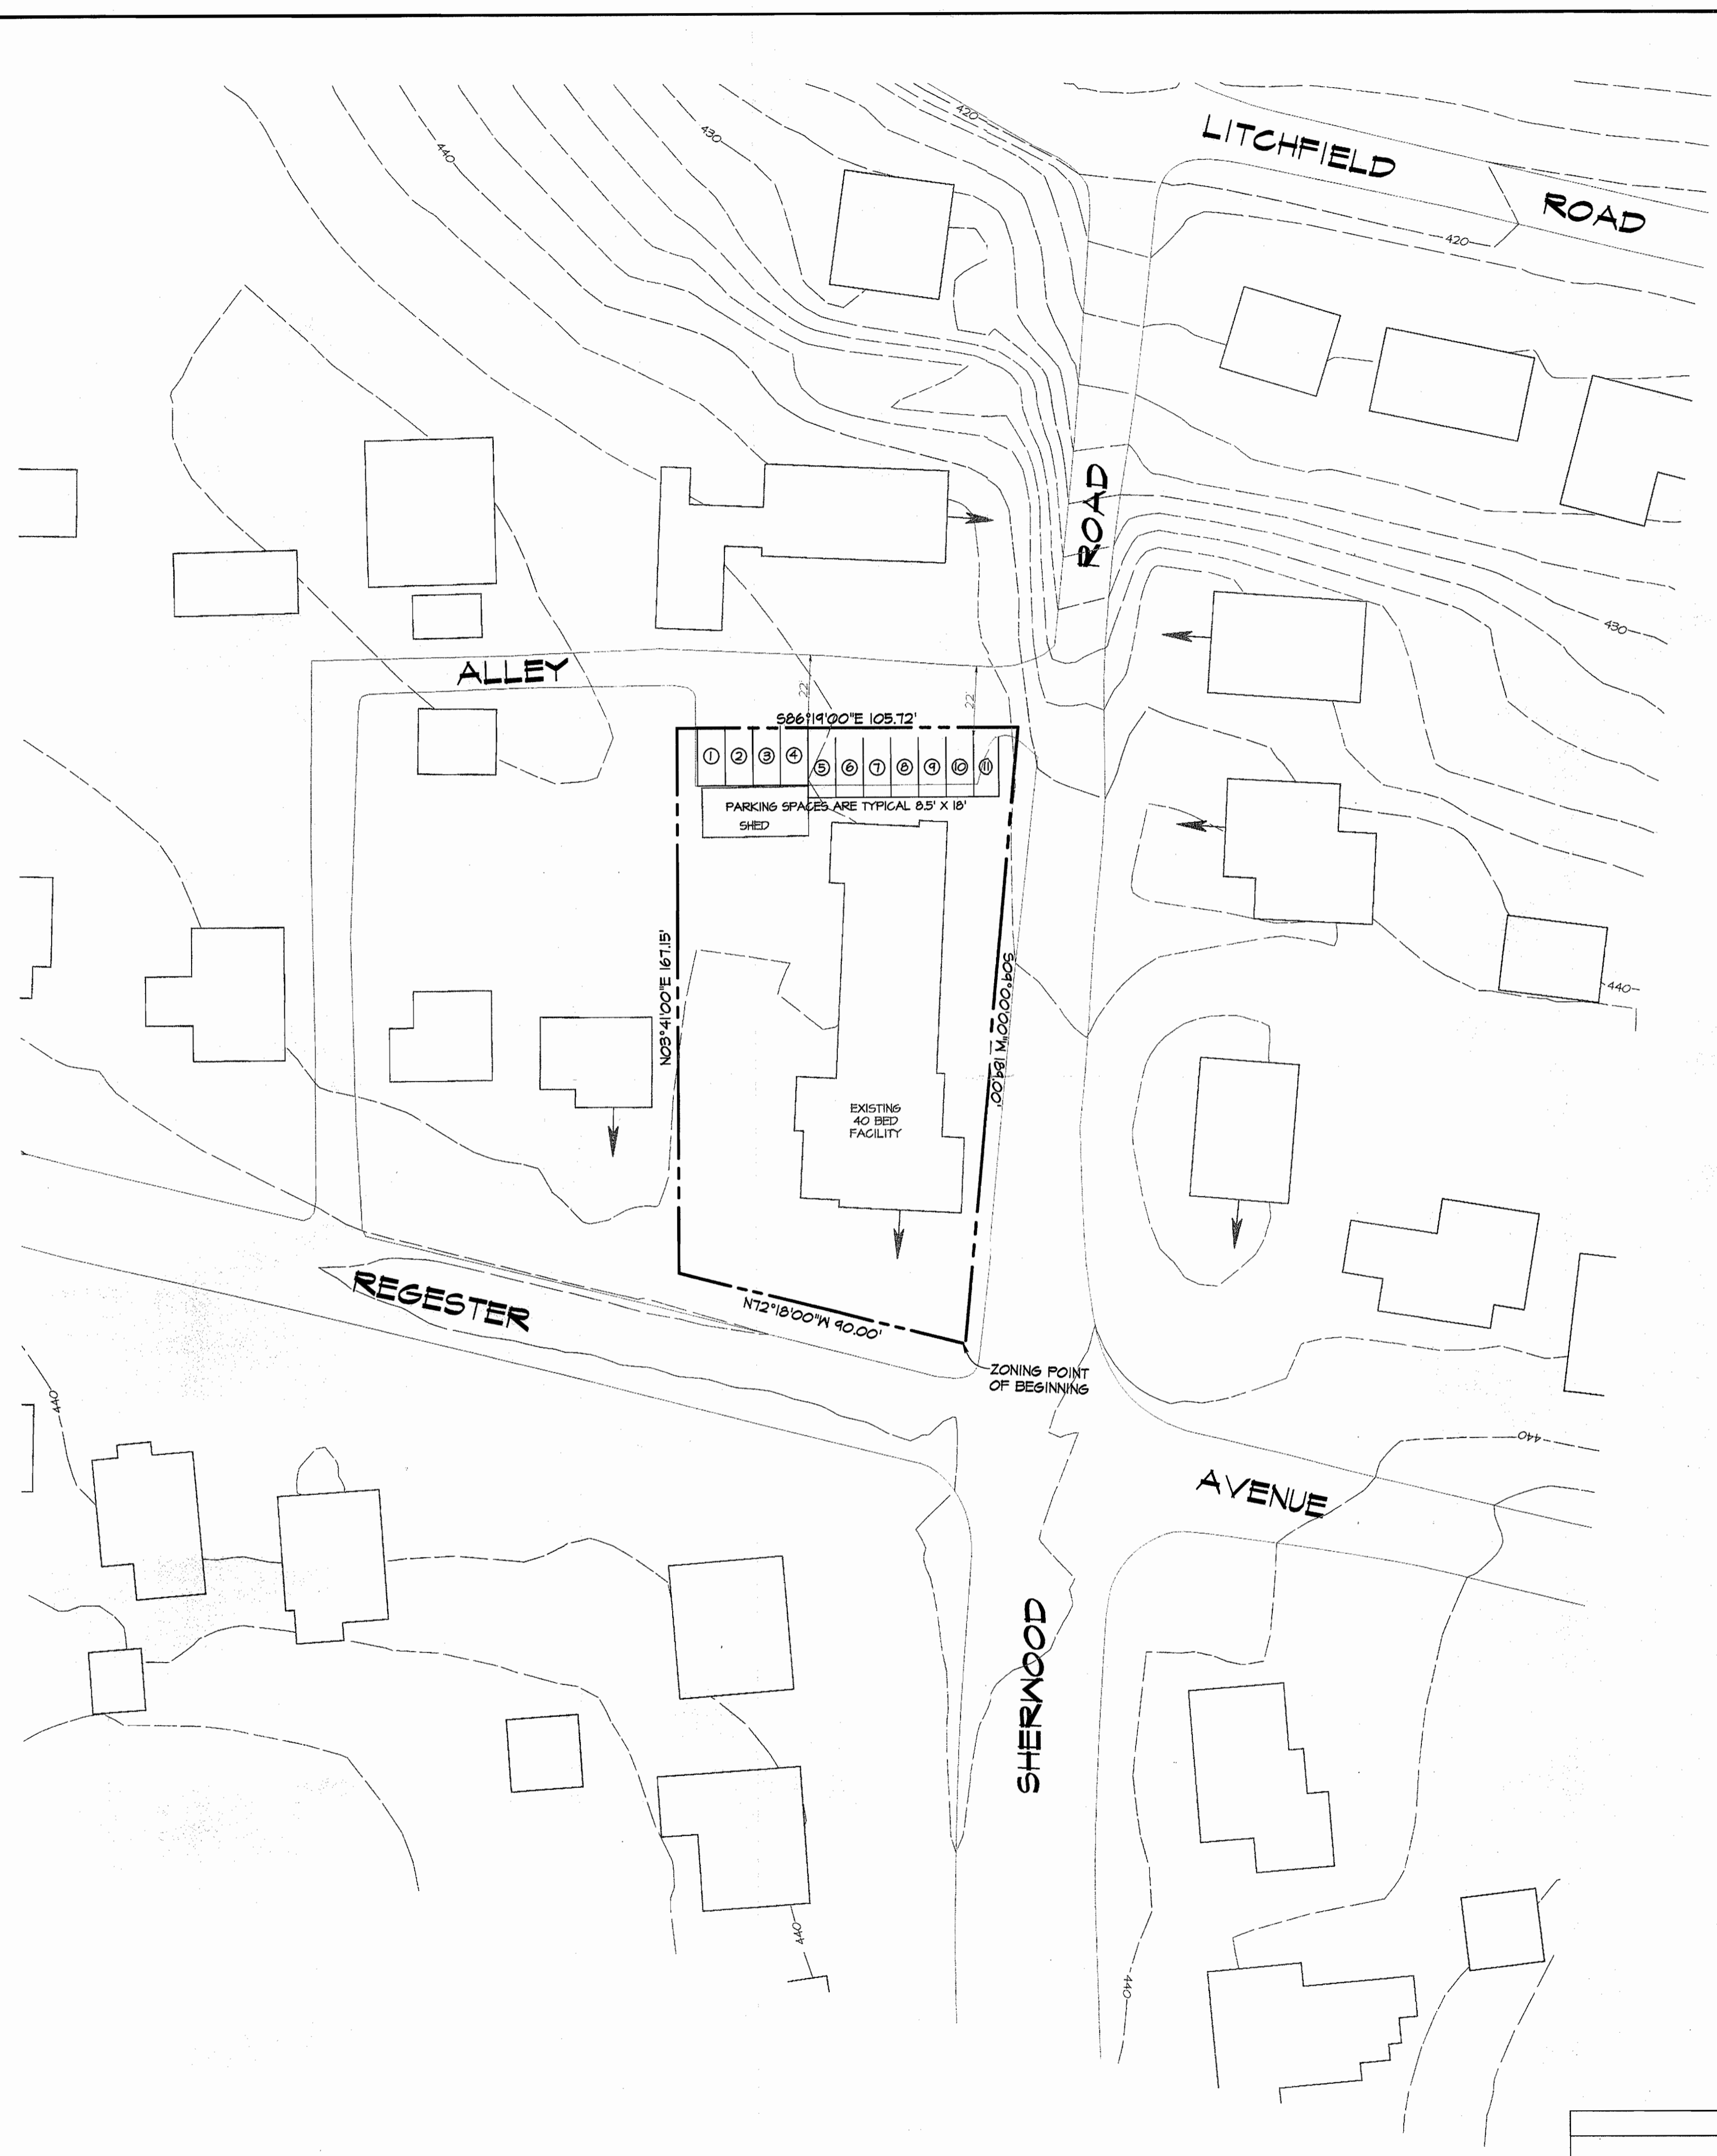 420
LITCHFIELD
430
440
ROAD
420
ROAD
430
ALLEY
22'
22'
S86°19'00"E 105.72'
1 2 3 4 5 6 7 8 9 10 11
PARKING SPACES ARE TYPICAL 8.5' X 18'
SHED
N03°41'00"E 167.15'
S09°00'00"W 189.00'
440
EXISTING
40 BED
FACILITY
REGESTER
N72°18'00"W 90.00'
ZONING POINT
OF BEGINNING
440
440
AVENUE
SHERWOOD
440
440